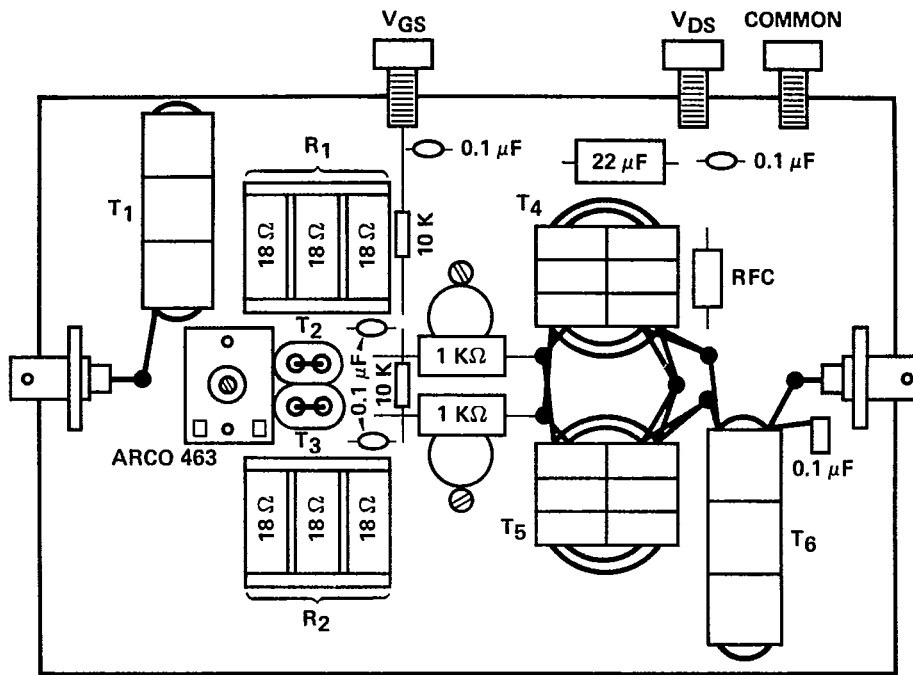 V_GS
V_DS
COMMON
0.1 µF
22 µF
0.1 µF
R₁
T₁
18 Ω
18 Ω
18 Ω
10 K
T₄
RFC
T₂
0.1 µF
1 KΩ
10 K
1 KΩ
T₃
ARCO 463
0.1 µF
18 Ω
18 Ω
18 Ω
T₅
T₆
R₂